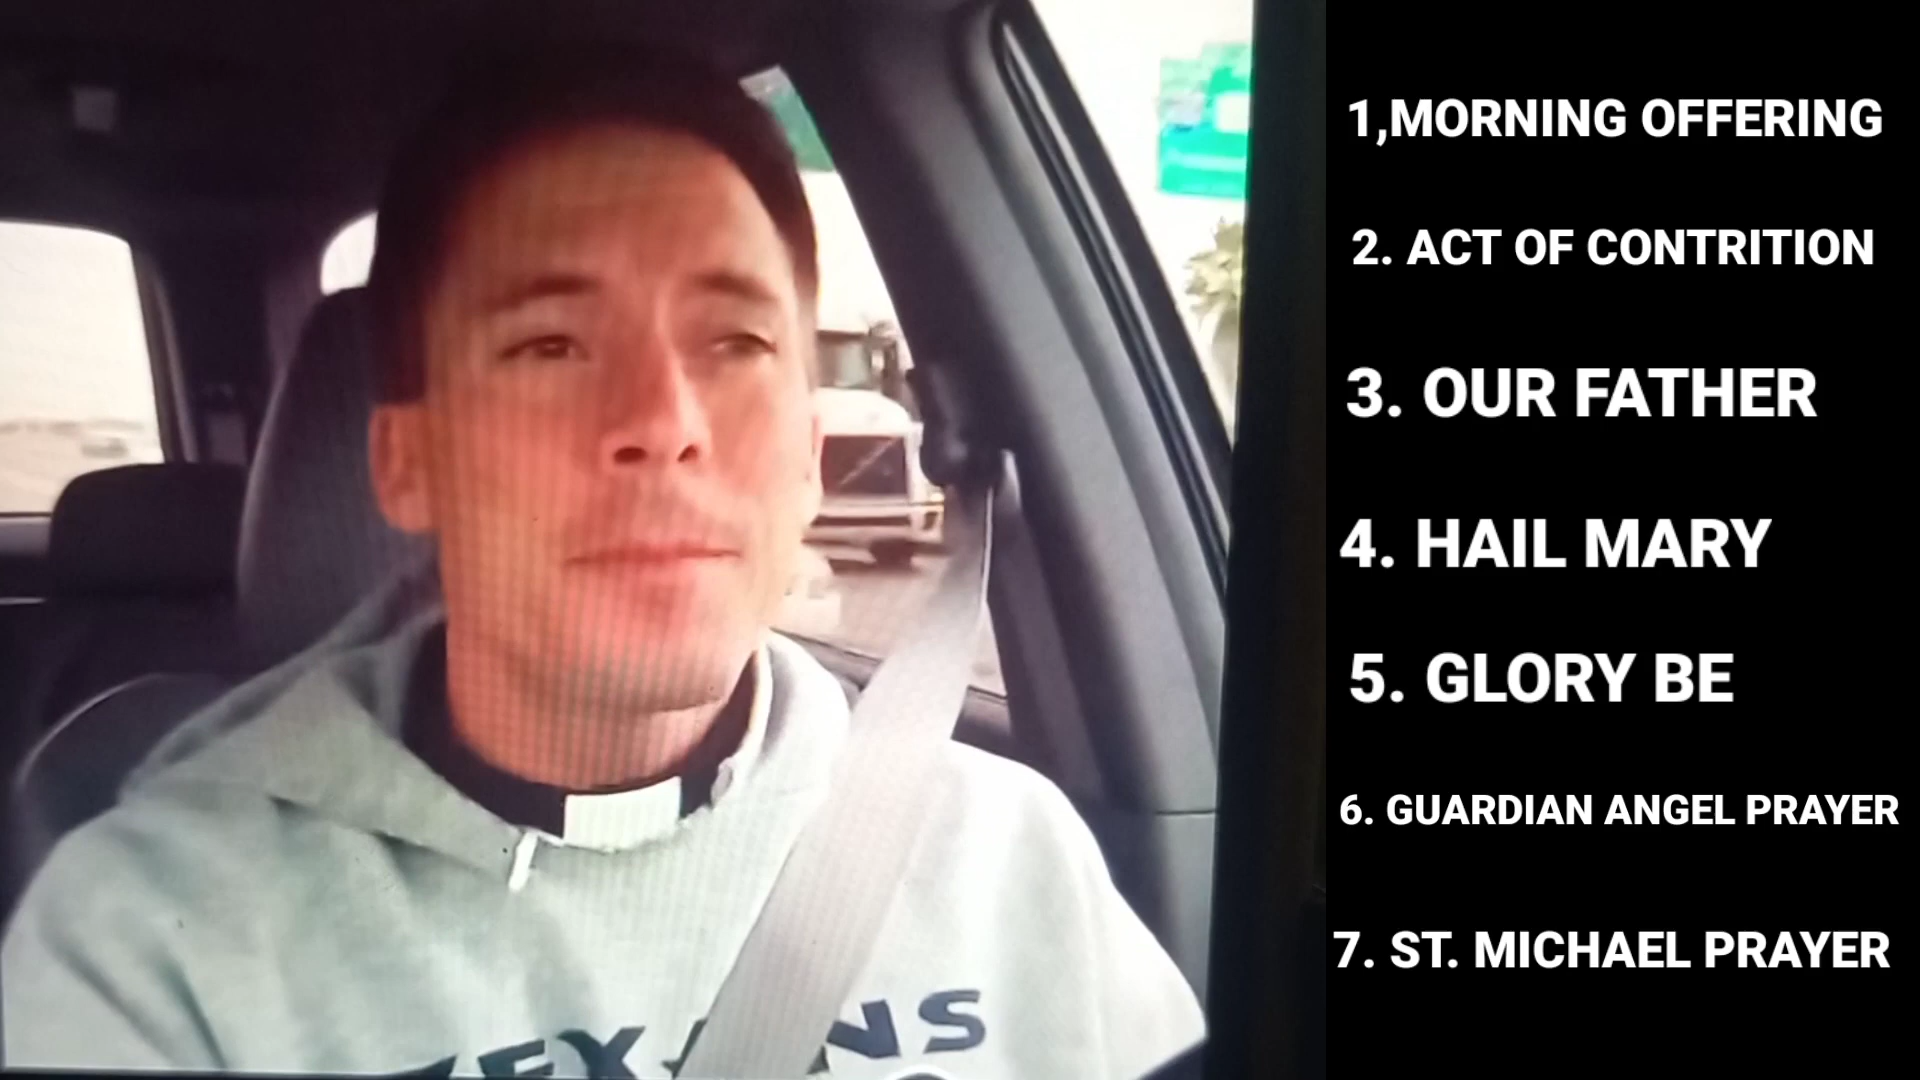 1,MORNING OFFERING
2. ACT OF CONTRITION
3. OUR FATHER
4. HAIL MARY
5. GLORY BE
6. GUARDIAN ANGEL PRAYER
7. ST. MICHAEL PRAYER
TEXANS